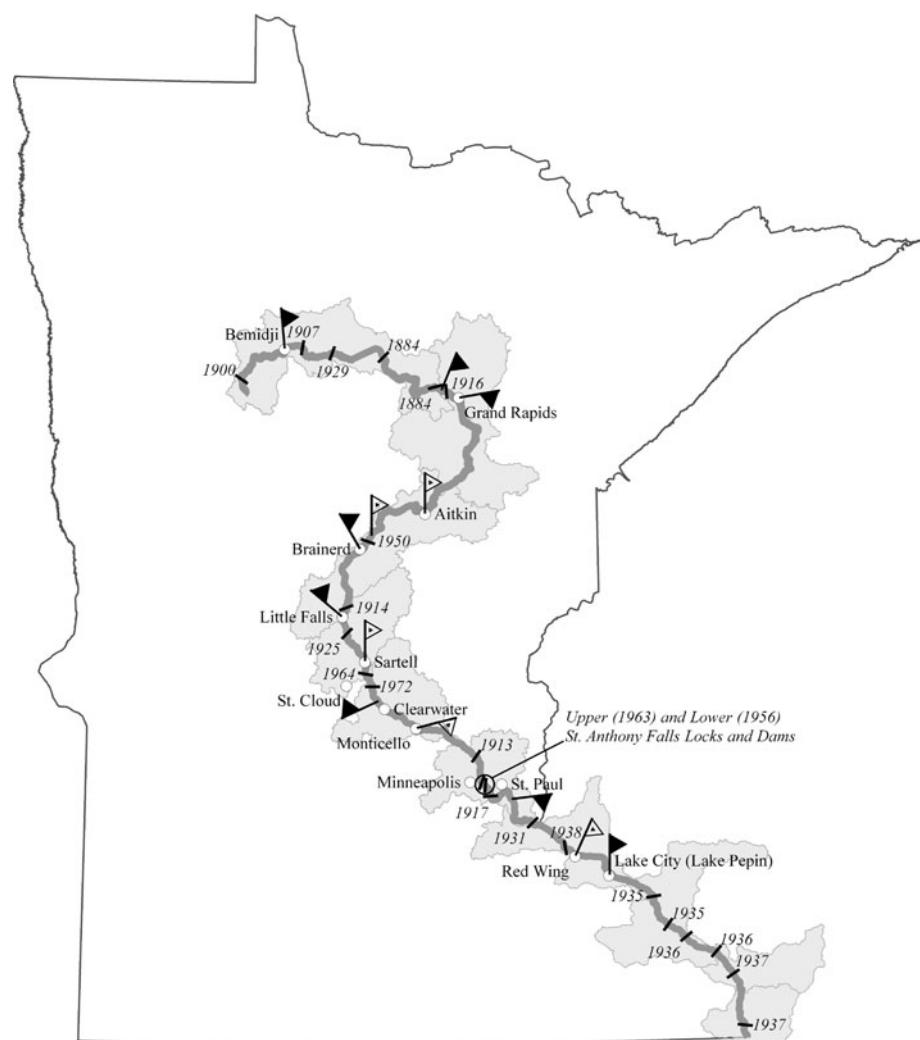 1884
Bemidji
1907
1900
1929
1916
1884
Grand Rapids
Aitkin
Brainerd
1950
1914
Little Falls
1925
Sartell
1964
1972
St. Cloud
Clearwater
Upper (1963) and Lower (1956)
St. Anthony Falls Locks and Dams
Monticello
1913
Minneapolis
St. Paul
1917
1931
1938
Lake City (Lake Pepin)
Red Wing
1935
1935
1936
1936
1937
1937